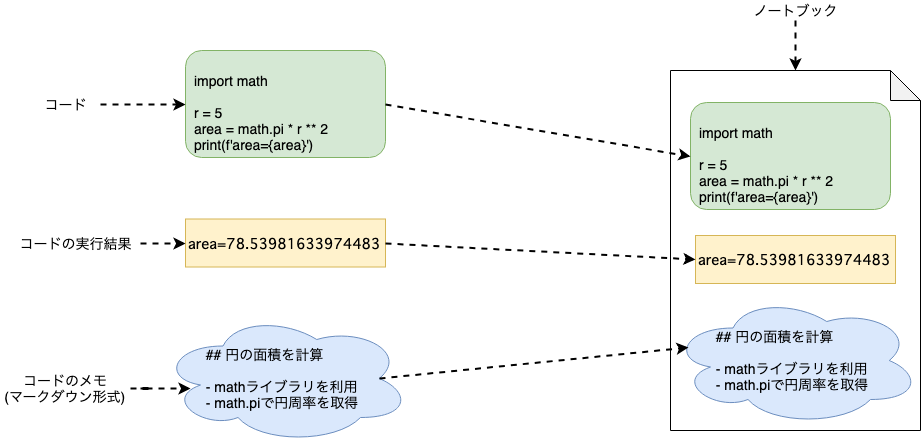 ノートブック
コード
import math
r = 5
area = math.pi * r ** 2
print(f'area={area}')
import math
r = 5
area = math.pi * r ** 2
print(f'area={area}')
コードの実行結果
area=78.53981633974483
area=78.53981633974483
コードのメモ
(マークダウン形式)
## 円の面積を計算
- mathライブラリを利用
- math.piで円周率を取得
## 円の面積を計算
- mathライブラリを利用
- math.piで円周率を取得